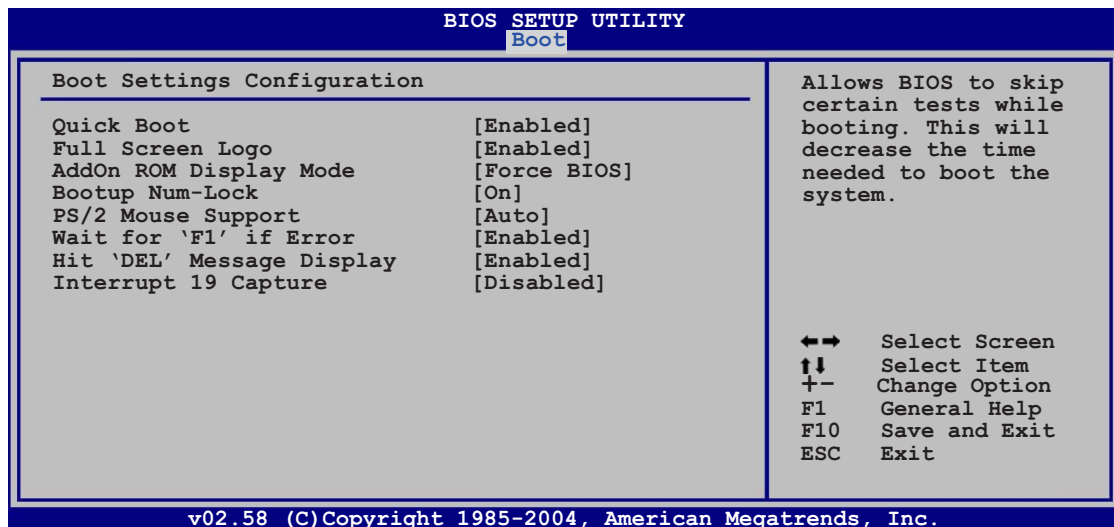 BIOS SETUP UTILITY
Boot
Boot Settings Configuration
Quick Boot [Enabled]
Full Screen Logo [Enabled]
AddOn ROM Display Mode [Force BIOS]
Bootup Num-Lock [On]
PS/2 Mouse Support [Auto]
Wait for ‘F1’ if Error [Enabled]
Hit ‘DEL’ Message Display [Enabled]
Interrupt 19 Capture [Disabled]
Allows BIOS to skip
certain tests while
booting. This will
decrease the time
needed to boot the
system.
←→ Select Screen
↑↓ Select Item
+- Change Option
F1 General Help
F10 Save and Exit
ESC Exit
v02.58 (C)Copyright 1985-2004, American Megatrends, Inc.